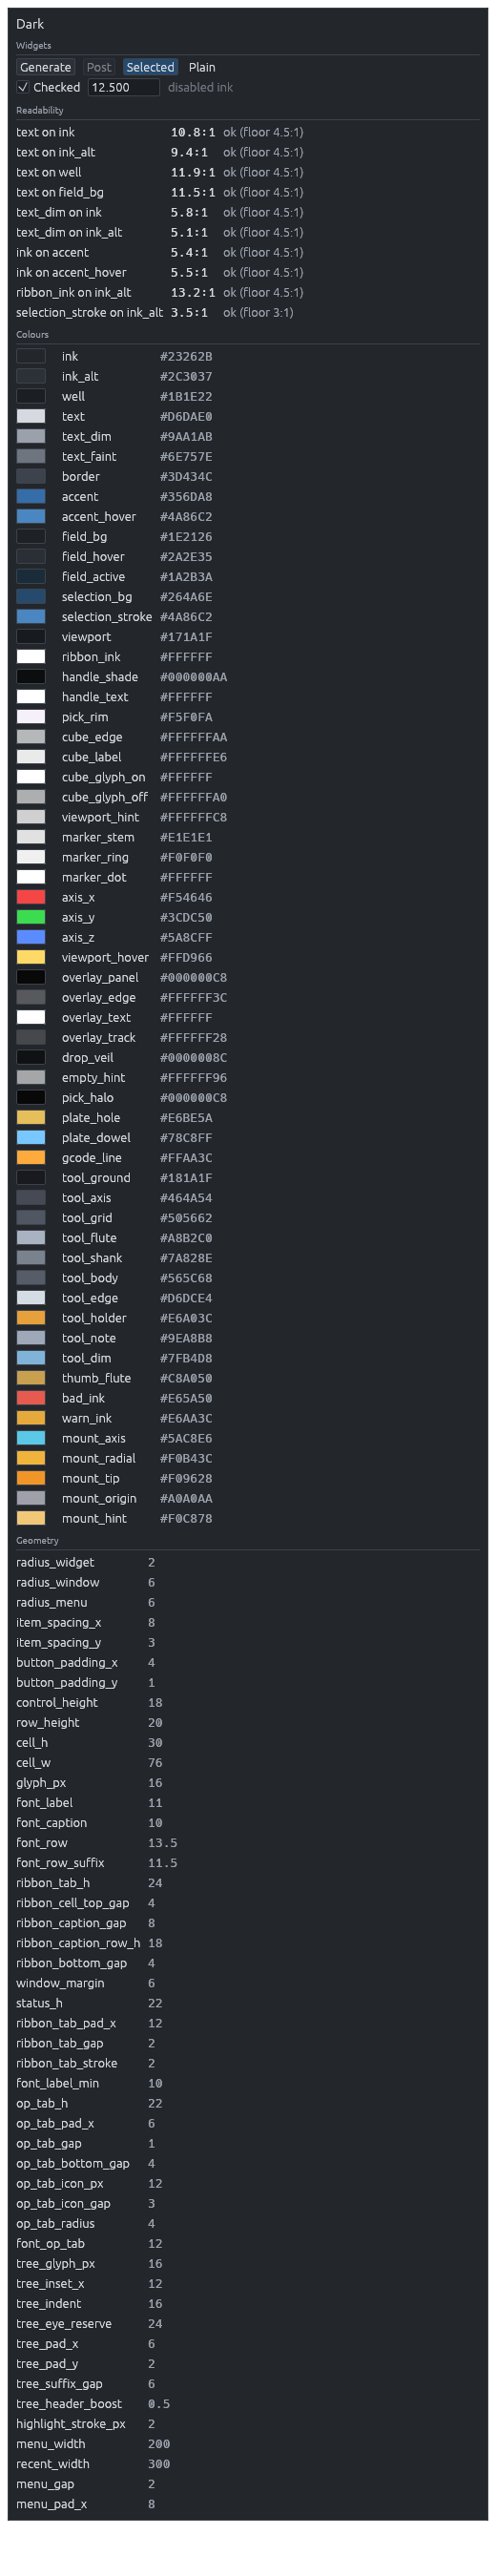 Dark
Widgets
Generate Post Selected Plain
Checked 12.500 disabled ink
Readability
text on ink 10.8:1 ok (floor 4.5:1)
text on ink_alt 9.4:1 ok (floor 4.5:1)
text on well 11.9:1 ok (floor 4.5:1)
text on field_bg 11.5:1 ok (floor 4.5:1)
text_dim on ink 5.8:1 ok (floor 4.5:1)
text_dim on ink_alt 5.1:1 ok (floor 4.5:1)
ink on accent 5.4:1 ok (floor 4.5:1)
ink on accent_hover 5.5:1 ok (floor 4.5:1)
ribbon_ink on ink_alt 13.2:1 ok (floor 4.5:1)
selection_stroke on ink_alt 3.5:1 ok (floor 3:1)
Colours
ink #23262B
ink_alt #2C3037
well #1B1E22
text #D6DAE0
text_dim #9AA1AB
text_faint #6E757E
border #3D434C
accent #356DA8
accent_hover #4A86C2
field_bg #1E2126
field_hover #2A2E35
field_active #1A2B3A
selection_bg #264A6E
selection_stroke #4A86C2
viewport #171A1F
ribbon_ink #FFFFFF
handle_shade #000000AA
handle_text #FFFFFF
pick_rim #F5F0FA
cube_edge #FFFFFFAA
cube_label #FFFFFFE6
cube_glyph_on #FFFFFF
cube_glyph_off #FFFFFFA0
viewport_hint #FFFFFFC8
marker_stem #E1E1E1
marker_ring #F0F0F0
marker_dot #FFFFFF
axis_x #F54646
axis_y #3CDC50
axis_z #5A8CFF
viewport_hover #FFD966
overlay_panel #000000C8
overlay_edge #FFFFFF3C
overlay_text #FFFFFF
overlay_track #FFFFFF28
drop_veil #0000008C
empty_hint #FFFFFF96
pick_halo #000000C8
plate_hole #E6BE5A
plate_dowel #78C8FF
gcode_line #FFAA3C
tool_ground #181A1F
tool_axis #464A54
tool_grid #505662
tool_flute #A8B2C0
tool_shank #7A828E
tool_body #565C68
tool_edge #D6DCE4
tool_holder #E6A03C
tool_note #9EA8B8
tool_dim #7FB4D8
thumb_flute #C8A050
bad_ink #E65A50
warn_ink #E6AA3C
mount_axis #5AC8E6
mount_radial #F0B43C
mount_tip #F09628
mount_origin #A0A0AA
mount_hint #F0C878
Geometry
radius_widget 2
radius_window 6
radius_menu 6
item_spacing_x 8
item_spacing_y 3
button_padding_x 4
button_padding_y 1
control_height 18
row_height 20
cell_h 30
cell_w 76
glyph_px 16
font_label 11
font_caption 10
font_row 13.5
font_row_suffix 11.5
ribbon_tab_h 24
ribbon_cell_top_gap 4
ribbon_caption_gap 8
ribbon_caption_row_h 18
ribbon_bottom_gap 4
window_margin 6
status_h 22
ribbon_tab_pad_x 12
ribbon_tab_gap 2
ribbon_tab_stroke 2
font_label_min 10
op_tab_h 22
op_tab_pad_x 6
op_tab_gap 1
op_tab_bottom_gap 4
op_tab_icon_px 12
op_tab_icon_gap 3
op_tab_radius 4
font_op_tab 12
tree_glyph_px 16
tree_inset_x 12
tree_indent 16
tree_eye_reserve 24
tree_pad_x 6
tree_pad_y 2
tree_suffix_gap 6
tree_header_boost 0.5
highlight_stroke_px 2
menu_width 200
recent_width 300
menu_gap 2
menu_pad_x 8